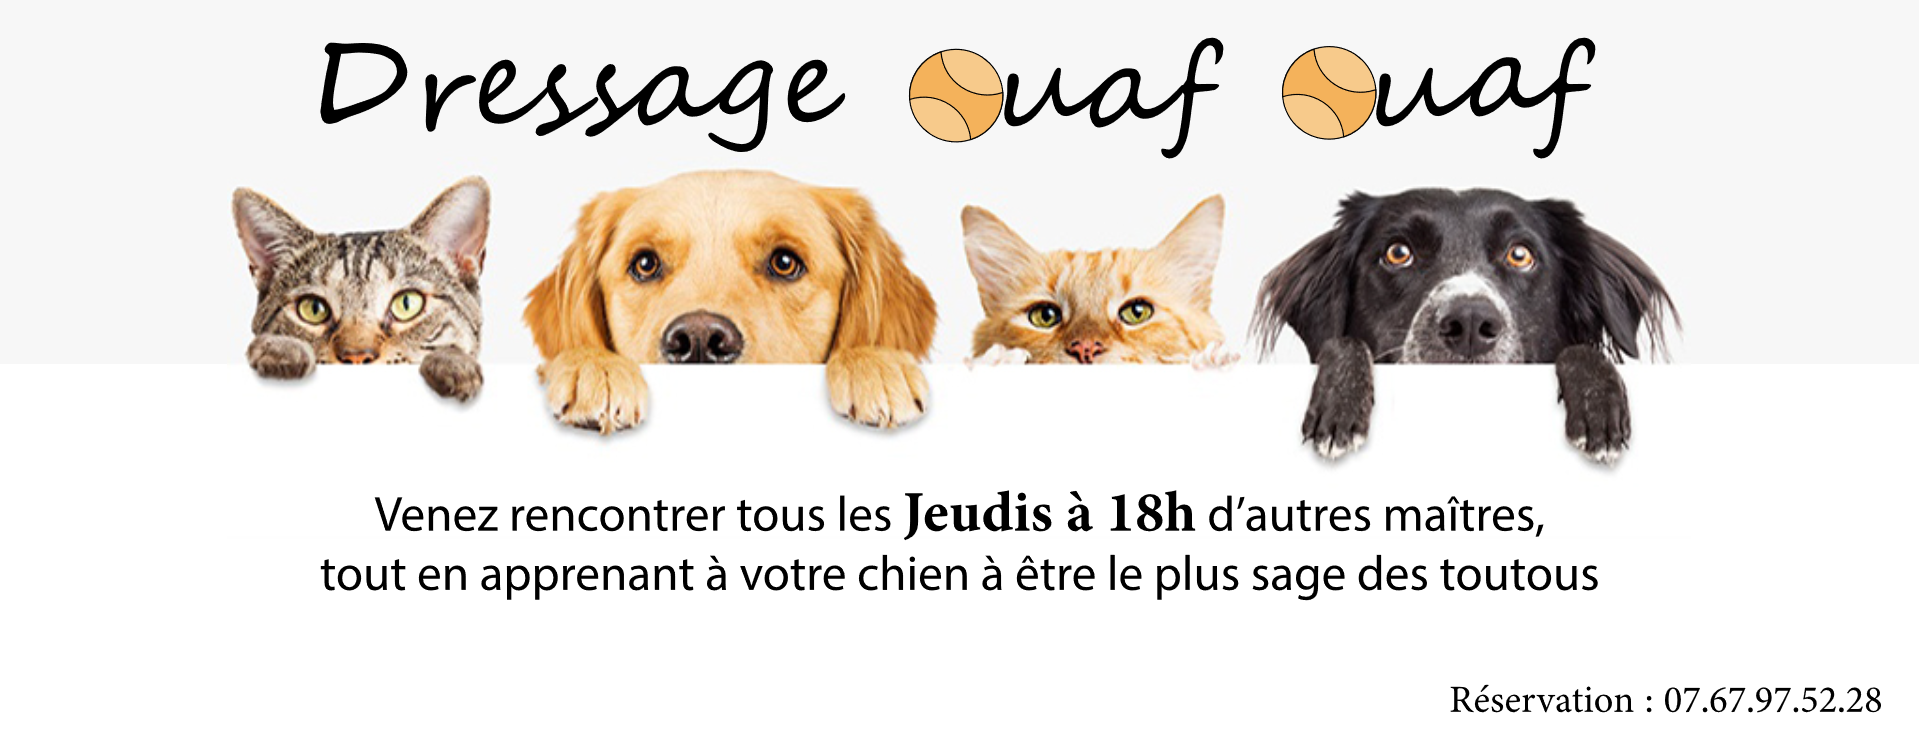 Dressage Ouaf Ouaf
Venez rencontrer tous les Jeudis à 18h d’autres maîtres,
tout en apprenant à votre chien à être le plus sage des toutous
Réservation : 07.67.97.52.28